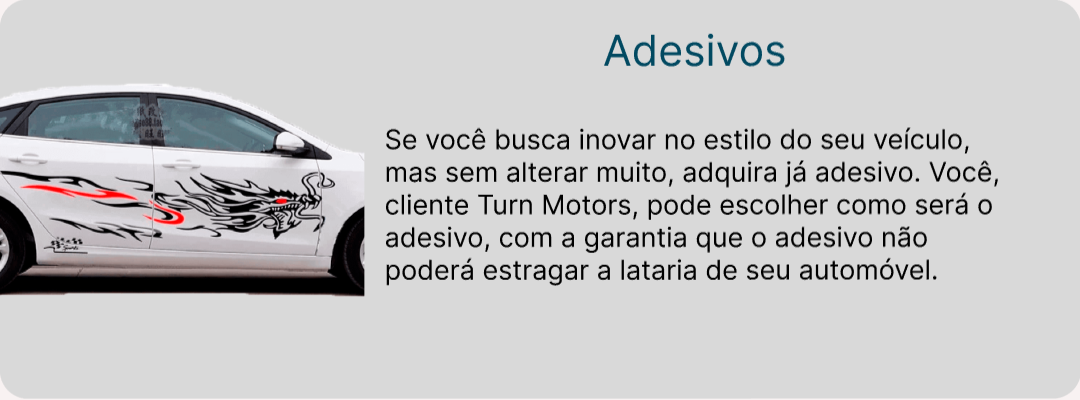 Adesivos
Se você busca inovar no estilo do seu veículo,
mas sem alterar muito, adquira já adesivo. Você,
cliente Turn Motors, pode escolher como será o
adesivo, com a garantia que o adesivo não
poderá estragar a lataria de seu automóvel.